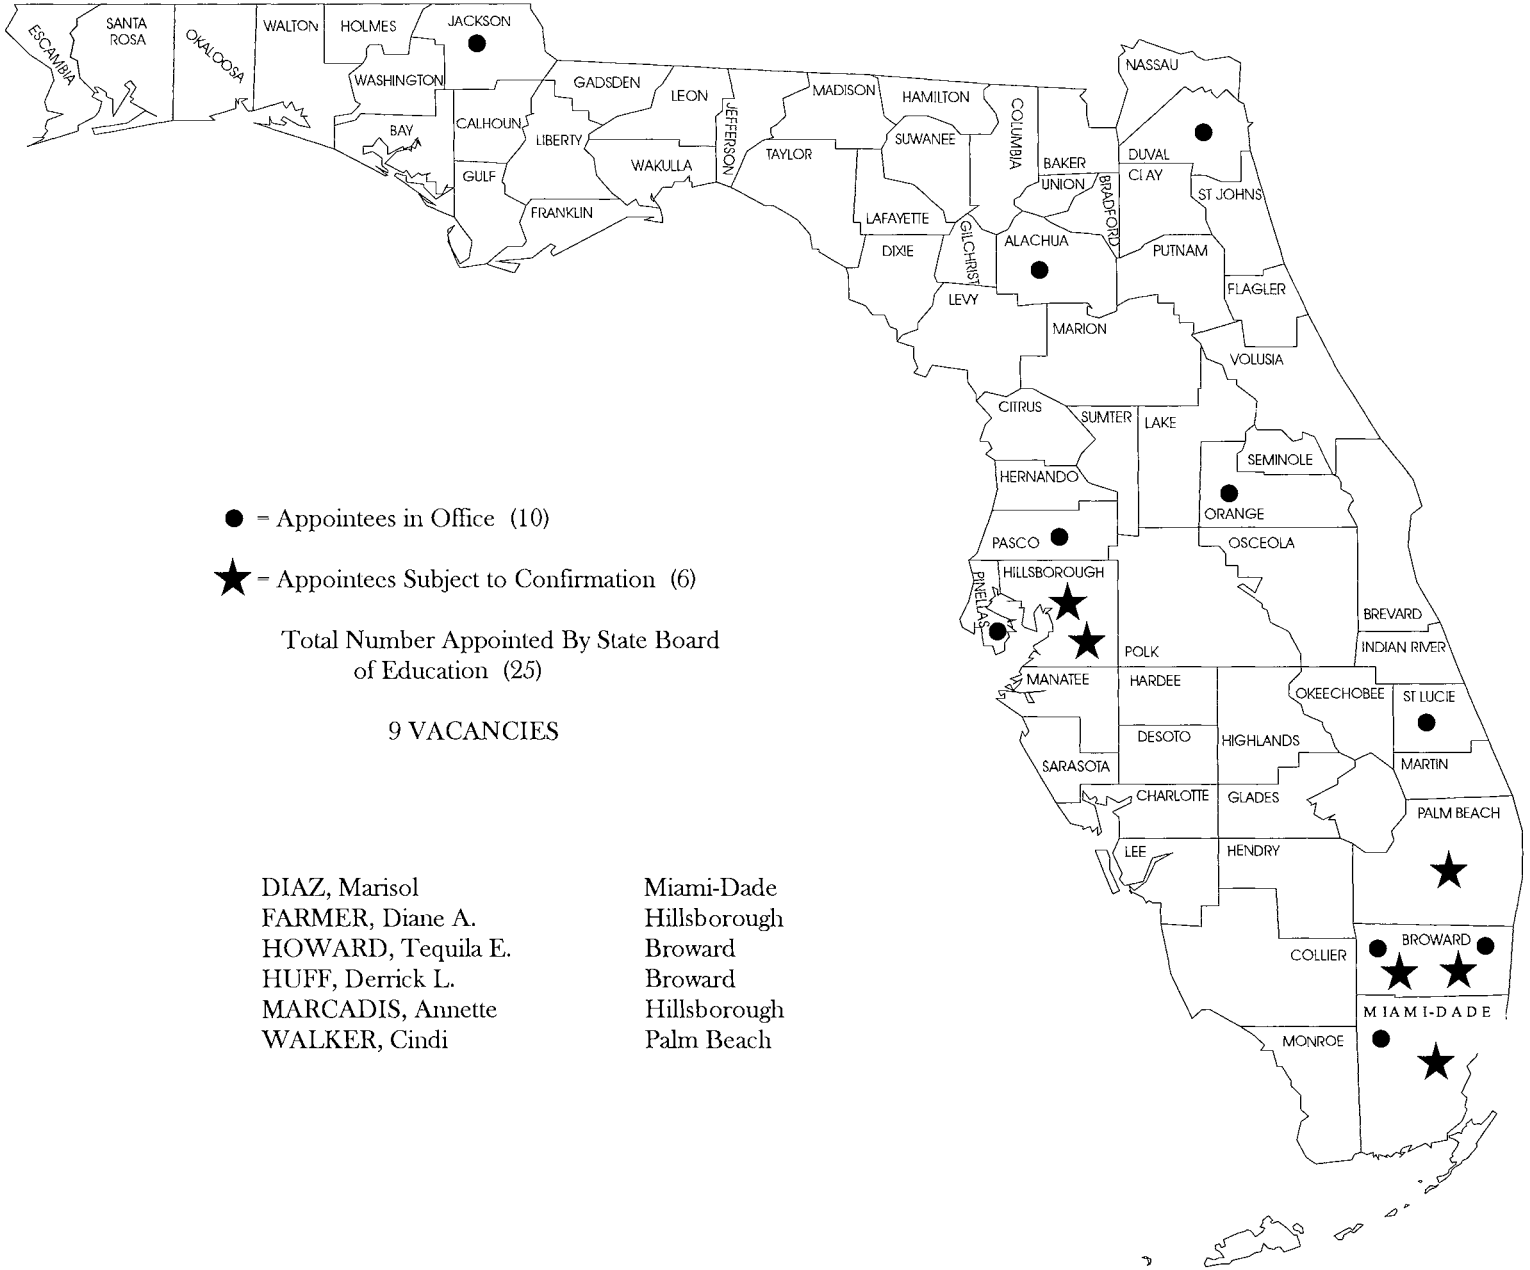 ESCAMBIA
SANTA
ROSA
OKALOOSA
WALTON
HOLMES
JACKSON
WASHINGTON
BAY
CALHOUN
GULF
LIBERTY
GADSDEN
FRANKLIN
LEON
WAKULLA
JEFFERSON
MADISON
TAYLOR
HAMILTON
SUWANEE
LAFAYETTE
DIXIE
GILCHRIST
COLUMBIA
BAKER
UNION
BRADFORD
NASSAU
DUVAL
CLAY
ST JOHNS
ALACHUA
PUTNAM
LEVY
FLAGLER
MARION
VOLUSIA
CITRUS
SUMTER
LAKE
SEMINOLE
HERNANDO
ORANGE
PASCO
OSCEOLA
PINELLAS
HILLSBOROUGH
BREVARD
INDIAN RIVER
POLK
MANATEE
HARDEE
OKEECHOBEE
ST LUCIE
DESOTO
HIGHLANDS
SARASOTA
MARTIN
CHARLOTTE
GLADES
PALM BEACH
LEE
HENDRY
BROWARD
COLLIER
MIAMI-DADE
MONROE
= Appointees in Office (10)
= Appointees Subject to Confirmation (6)
Total Number Appointed By State Board
of Education (25)
9 VACANCIES
DIAZ, Marisol Miami-Dade
FARMER, Diane A. Hillsborough
HOWARD, Tequila E. Broward
HUFF, Derrick L. Broward
MARCADIS, Annette Hillsborough
WALKER, Cindi Palm Beach